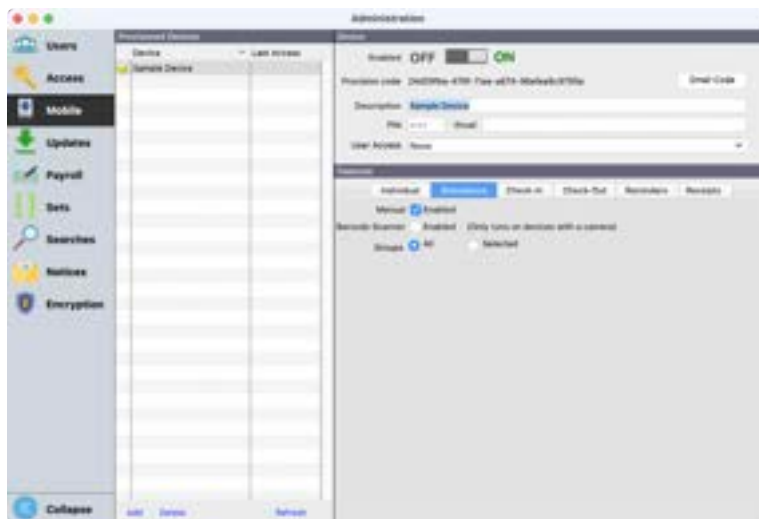 Administration
Users
Access
Mobile
Updates
Payroll
Sets
Searches
Notices
Encryption
Collapse
Provisioned Devices
Device
Last Access
Sample Device
Add
Delete
Refresh
Device
Enabled OFF ON
Provision code
Email Code
Description Sample Device
PIN
Email
User Access None
Features
Individual
Attendance
Check-In
Check-Out
Reminders
Receipts
Manual Enabled
Barcode Scanner Enabled (Only runs on devices with a camera)
Groups All Selected